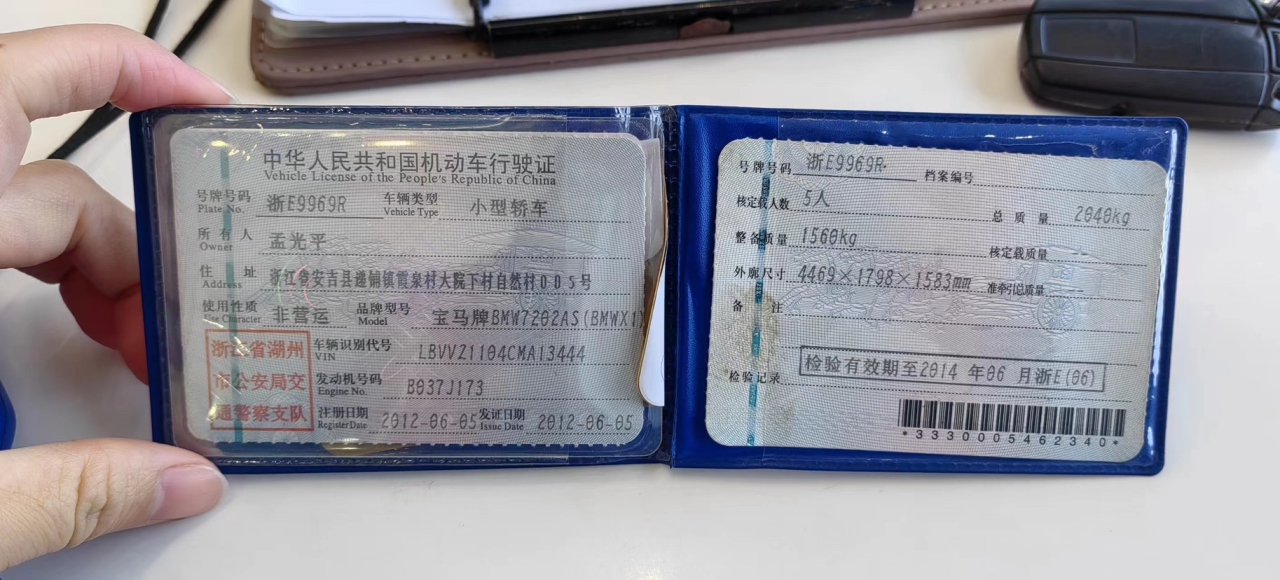 中华人民共和国机动车行驶证
Vehicle License of the People's Republic of China
号牌号码 Plate No. 浙E9969R 车辆类型 Vehicle Type 小型轿车
所有人 Owner 孟光平
住址 Address 浙江省安吉县递铺镇霞泉村大院下村自然村005号
使用性质 Use Character 非营运 品牌型号 Model 宝马牌BMW7202AS(BMWX1)
车辆识别代号 VIN LBVVZ1104CMA13444
发动机号码 Engine No. B037J173
注册日期 Register Date 2012-06-05 发证日期 Issue Date 2012-06-05
浙江省湖州
市公安局交
通警察支队
号牌号码 浙E9969R 档案编号
核定载人数 5人 总质量 2040kg
整备质量 1560kg 核定载质量
外廓尺寸 4469×1798×1583mm 准牵引总质量
备注
检验记录 检验有效期至2014 年06 月浙E(06)
*3330005462340*